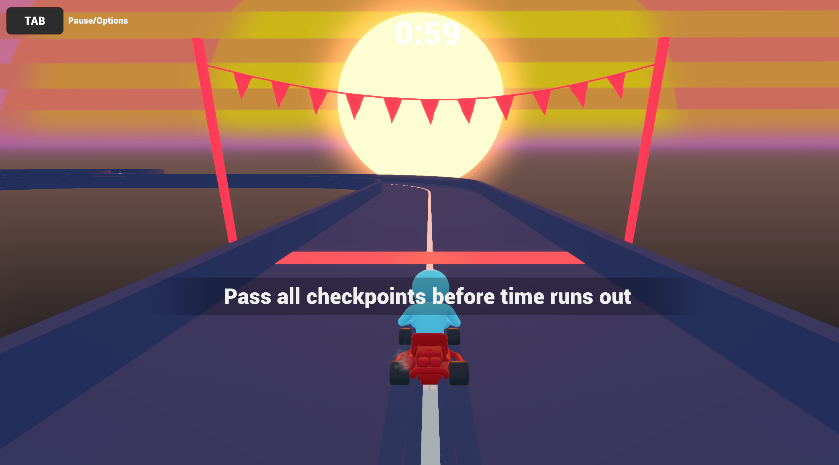 TAB Pause/Options
0:59
Pass all checkpoints before time runs out